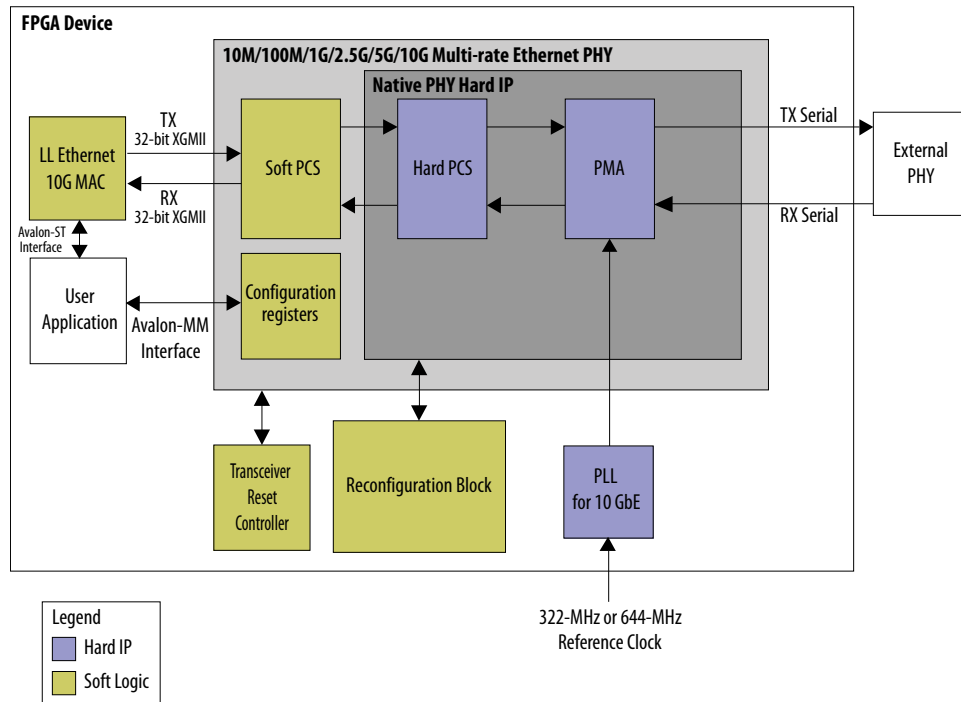 FPGA Device
10M/100M/1G/2.5G/5G/10G Multi-rate Ethernet PHY
Native PHY Hard IP
LL Ethernet
10G MAC
TX
32-bit XGMII
RX
32-bit XGMII
Soft PCS
Hard PCS
PMA
TX Serial
RX Serial
External
PHY
Avalon-ST
Interface
User
Application
Avalon-MM
Interface
Configuration
registers
Transceiver
Reset
Controller
Reconfiguration Block
PLL
for 10 GbE
322-MHz or 644-MHz
Reference Clock
Legend
Hard IP
Soft Logic